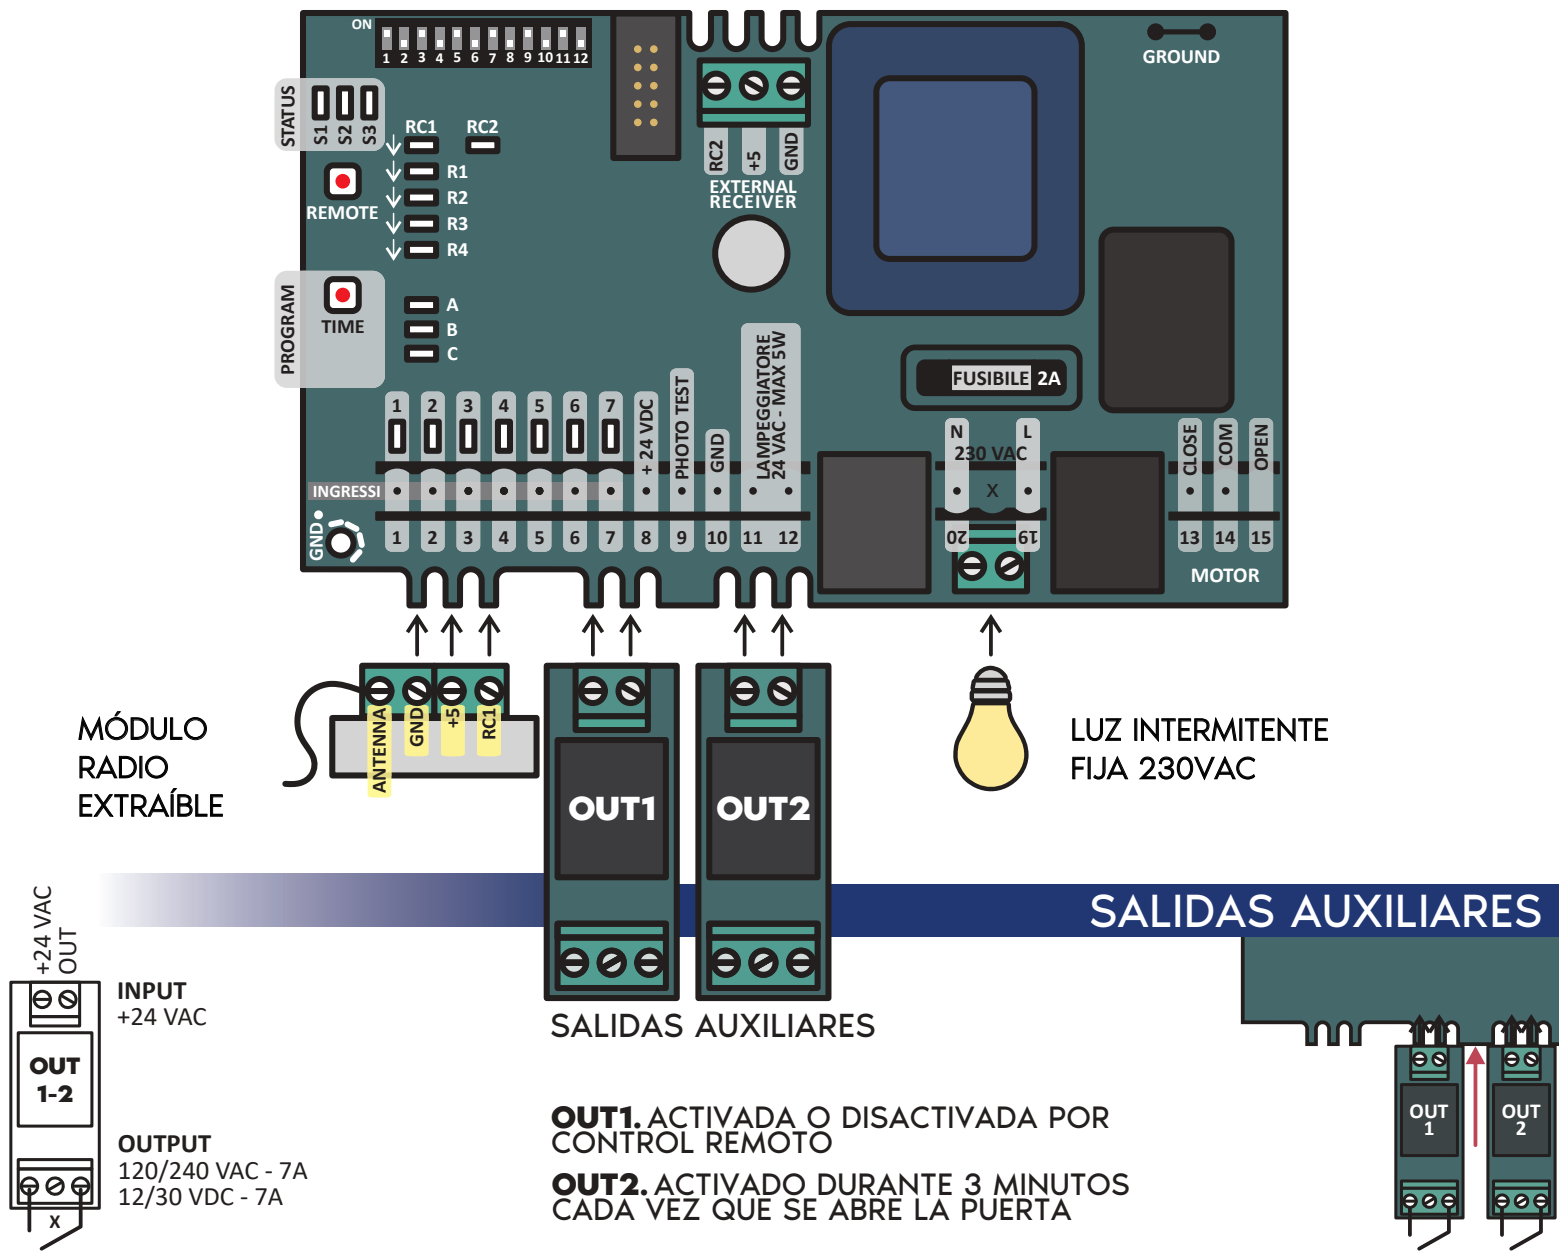 ON
1 2 3 4 5 6 7 8 9 10 11 12
STATUS
S1
S2
S3
RC1
RC2
R1
R2
R3
R4
REMOTE
PROGRAM
TIME
A
B
C
RC2
+5
GND
EXTERNAL
RECEIVER
GROUND
FUSIBILE 2A
1 2 3 4 5 6 7
+ 24 VDC
PHOTO TEST
GND
LAMPEGGIATORE
24 VAC - MAX 5W
N
L
230 VAC
X
CLOSE
COM
OPEN
INGRESSI
GND
1 2 3 4 5 6 7 8 9 10 11 12
20
19
13 14 15
MOTOR
ANTENNA
GND
+5
RC1
MÓDULO
RADIO
EXTRAÍBLE
OUT1
OUT2
LUZ INTERMITENTE
FIJA 230VAC
SALIDAS AUXILIARES
+24 VAC
OUT
INPUT
+24 VAC
OUT
1-2
OUTPUT
120/240 VAC - 7A
12/30 VDC - 7A
X
SALIDAS AUXILIARES
OUT1. ACTIVADA O DISACTIVADA POR
CONTROL REMOTO
OUT2. ACTIVADO DURANTE 3 MINUTOS
CADA VEZ QUE SE ABRE LA PUERTA
OUT
1
OUT
2